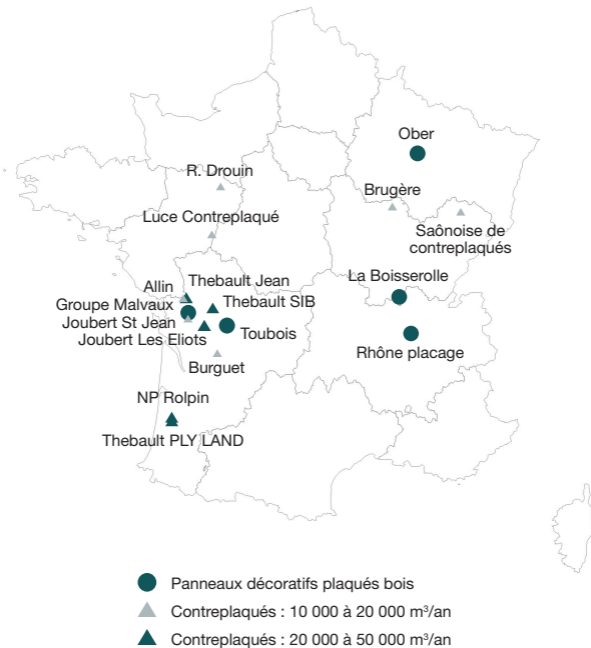 Ober
R. Drouin
Brugère
Luce Contreplaqué
Saônoise de
contreplaqués
La Boisserolle
Allin
Thebault Jean
Groupe Malvaux
Thebault SIB
Joubert St Jean
Joubert Les Eliots
Toubois
Rhône placage
Burguet
NP Rolpin
Thebault PLY LAND
Panneaux décoratifs plaqués bois
Contreplaqués : 10 000 à 20 000 m³/an
Contreplaqués : 20 000 à 50 000 m³/an